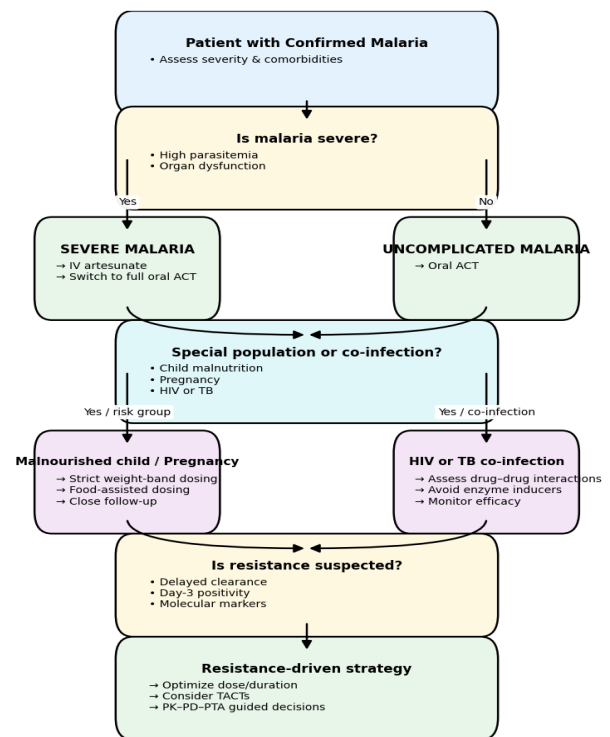 Patient with Confirmed Malaria
• Assess severity & comorbidities
Is malaria severe?
• High parasitemia
• Organ dysfunction
Yes
No
SEVERE MALARIA
→ IV artesunate
→ Switch to full oral ACT
UNCOMPLICATED MALARIA
→ Oral ACT
Special population or co-infection?
• Child malnutrition
• Pregnancy
• HIV or TB
Yes / risk group
Yes / co-infection
Malnourished child / Pregnancy
→ Strict weight-band dosing
→ Food-assisted dosing
→ Close follow-up
HIV or TB co-infection
→ Assess drug–drug interactions
→ Avoid enzyme inducers
→ Monitor efficacy
Is resistance suspected?
• Delayed clearance
• Day-3 positivity
• Molecular markers
Resistance-driven strategy
→ Optimize dose/duration
→ Consider TACTs
→ PK–PD–PTA guided decisions